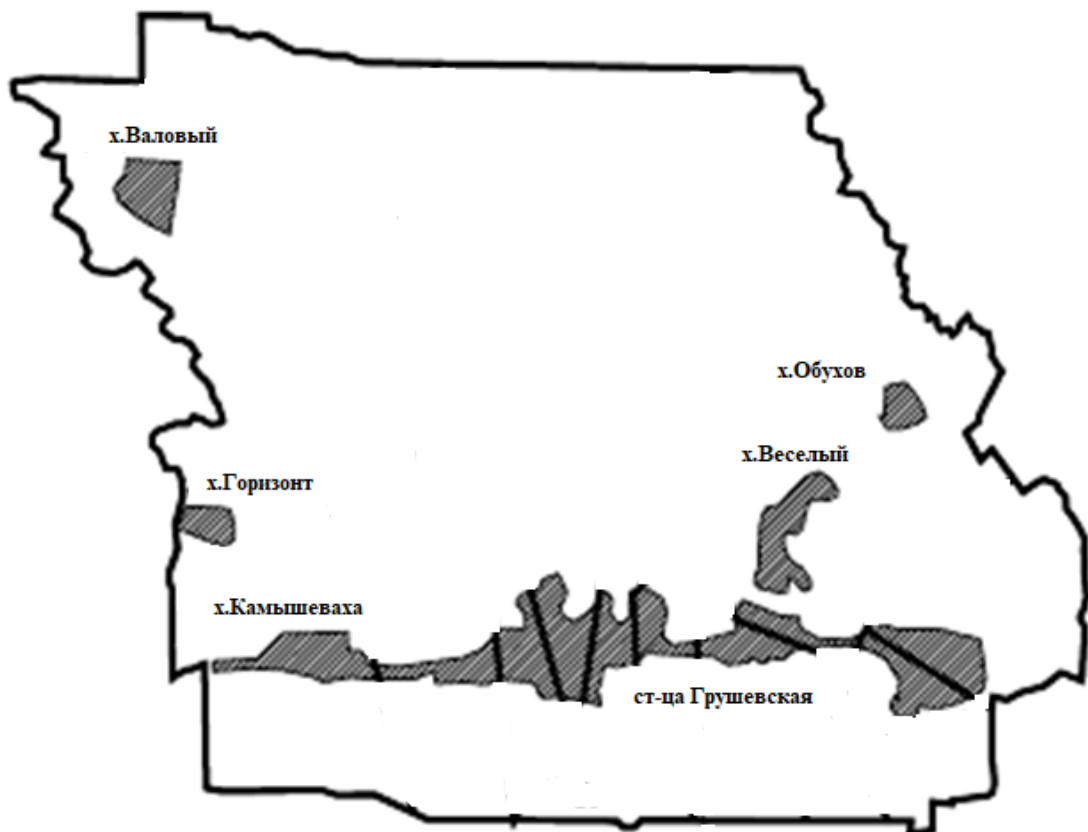 х.Валовый
х.Обухов
х.Веселый
х.Горизонт
х.Камышеваха
ст-ца Грушевская